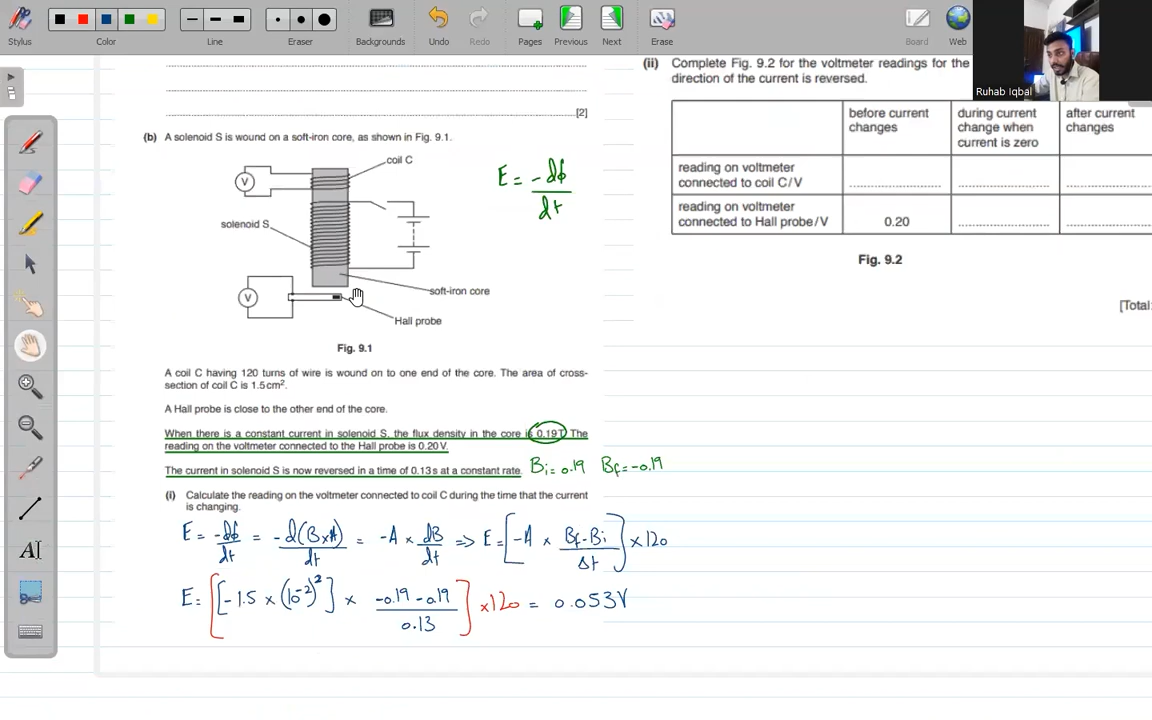 Stylus
Color
Line
Eraser
Backgrounds
Undo
Redo
Pages
Previous
Next
Erase
Board
Web
Ruhab Iqbal
[2]
(b) A solenoid S is wound on a soft-iron core, as shown in Fig. 9.1.
coil C
V
solenoid S
soft-iron core
V
Hall probe
Fig. 9.1
E = -dϕ/dt
A coil C having 120 turns of wire is wound on to one end of the core. The area of cross-
section of coil C is 1.5 cm².
A Hall probe is close to the other end of the core.
When there is a constant current in solenoid S, the flux density in the core is 0.19T. The
reading on the voltmeter connected to the Hall probe is 0.20V.
The current in solenoid S is now reversed in a time of 0.13s at a constant rate.
Bi = 0.19 Bf = -0.19
(i) Calculate the reading on the voltmeter connected to coil C during the time that the current
is changing.
E = -dϕ/dt = -d(B×A)/dt = -A × dB/dt => E = [-A × (Bf-Bi)/Δt] × 120
E = [[-1.5 × (10⁻²)²] × (-0.19 - 0.19)/0.13] × 120 = 0.053V
(ii) Complete Fig. 9.2 for the voltmeter readings for the
direction of the current is reversed.
before current
changes
during current
change when
current is zero
after current
changes
reading on voltmeter
connected to coil C/V
reading on voltmeter
connected to Hall probe/V
0.20
Fig. 9.2
[Total:
A